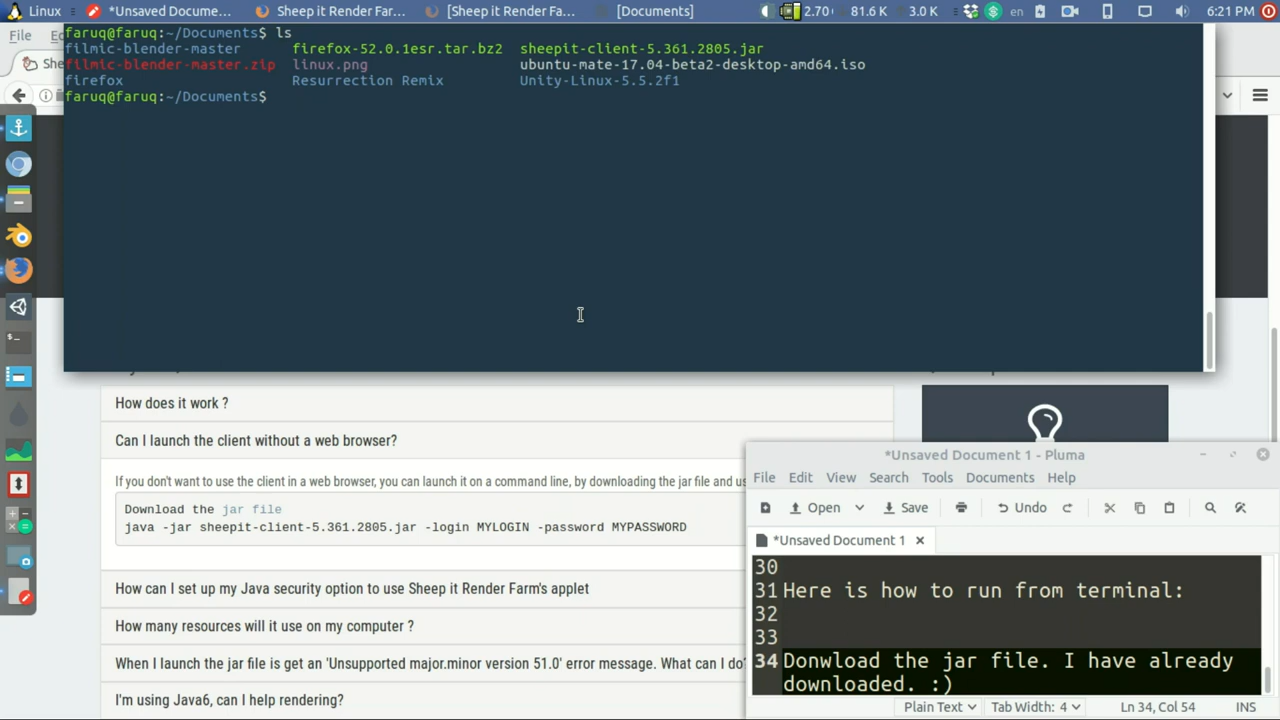 Linux
*Unsaved Docume...
Sheep it Render Far...
[Sheep it Render Fa...
[Documents]
2.70
81.6 K
3.0 K
en
6:21 PM
faruq@faruq:~/Documents$ ls
filmic-blender-master firefox-52.0.1esr.tar.bz2 sheepit-client-5.361.2805.jar
filmic-blender-master.zip linux.png ubuntu-mate-17.04-beta2-desktop-amd64.iso
firefox Resurrection Remix Unity-Linux-5.5.2f1
faruq@faruq:~/Documents$
File
She
How does it work ?
Can I launch the client without a web browser?
If you don't want to use the client in a web browser, you can launch it on a command line, by downloading the jar file and us
Download the jar file
java -jar sheepit-client-5.361.2805.jar -login MYLOGIN -password MYPASSWORD
How can I set up my Java security option to use Sheep it Render Farm's applet
How many resources will it use on my computer ?
When I launch the jar file is get an 'Unsupported major.minor version 51.0' error message. What can I do?
I'm using Java6, can I help rendering?
*Unsaved Document 1 - Pluma
File Edit View Search Tools Documents Help
Open Save Undo
*Unsaved Document 1
30
31 Here is how to run from terminal:
32
33
34 Donwload the jar file. I have already
downloaded. :)
Plain Text Tab Width: 4 Ln 34, Col 54 INS